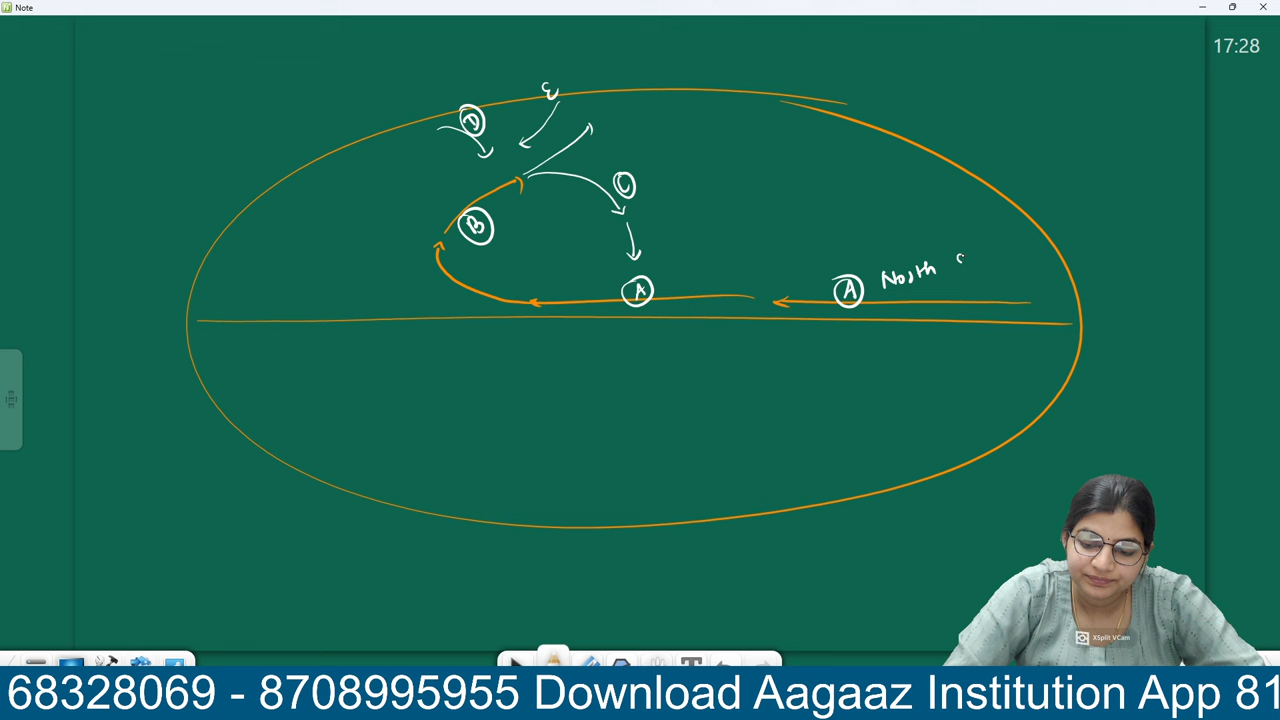 Note
17:28
ε
D
C
B
A
A North
XSplit VCam
68328069 - 8708995955 Download Aagaaz Institution App 81